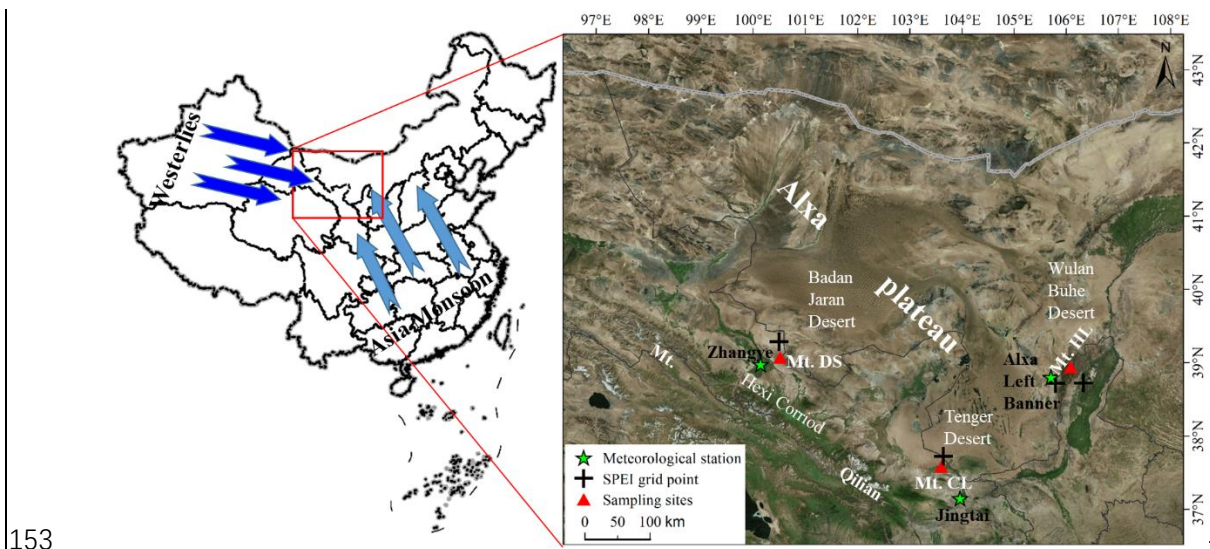 97°E 98°E 99°E 100°E 101°E 102°E 103°E 104°E 105°E 106°E 107°E 108°E
N
43°N
42°N
41°N
40°N
39°N
38°N
37°N
Westerlies
Asia Monsoon
Alxa
plateau
Badan
Jaran
Desert
Wulan
Buhe
Desert
Zhangye
Mt. DS
Mt. HL
Alxa
Left
Banner
Mt.
Qilian
Hexi Corriod
Tenger
Desert
Mt. CL
Jingtai
Meteorological station
SPEI grid point
Sampling sites
0 50 100 km
153